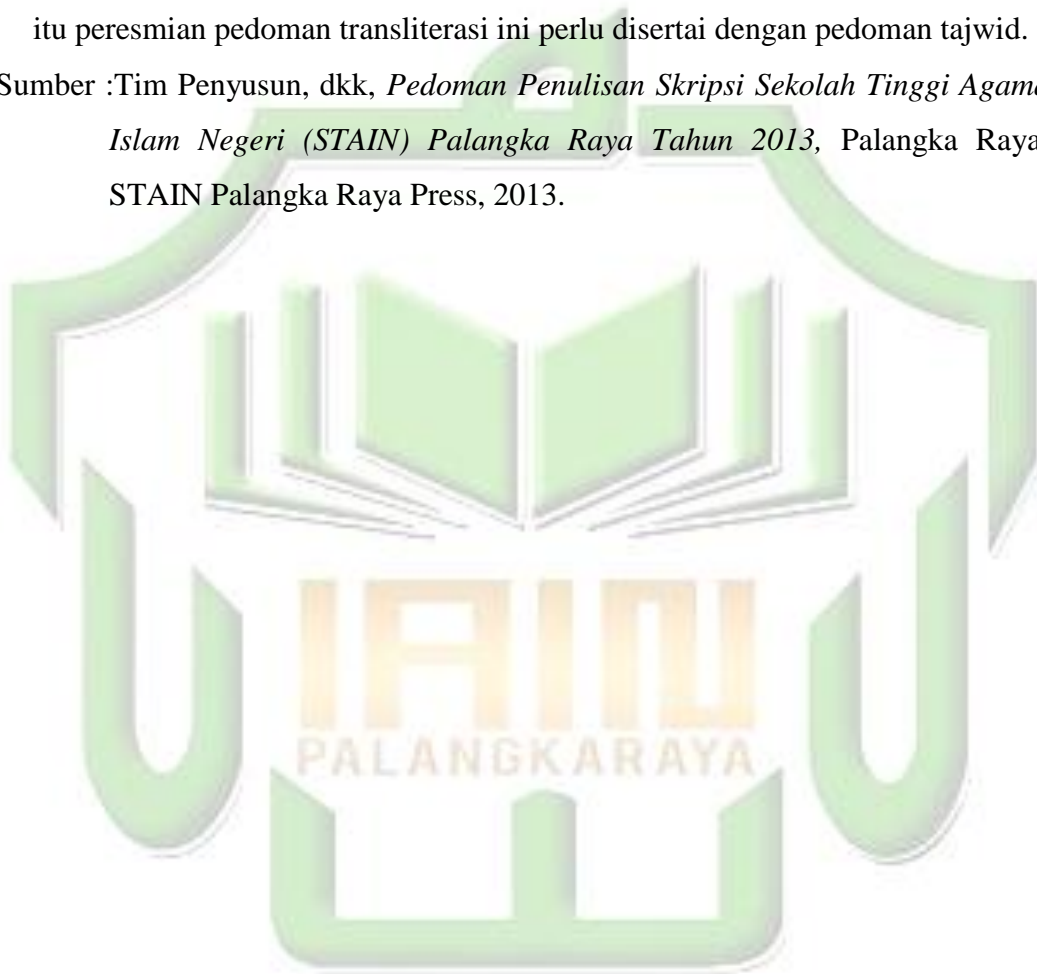 itu peresmian pedoman transliterasi ini perlu disertai dengan pedoman tajwid.
Sumber :Tim Penyusun, dkk, Pedoman Penulisan Skripsi Sekolah Tinggi Agama
Islam Negeri (STAIN) Palangka Raya Tahun 2013, Palangka Raya
STAIN Palangka Raya Press, 2013.
IAIN
PALANGKARAYA